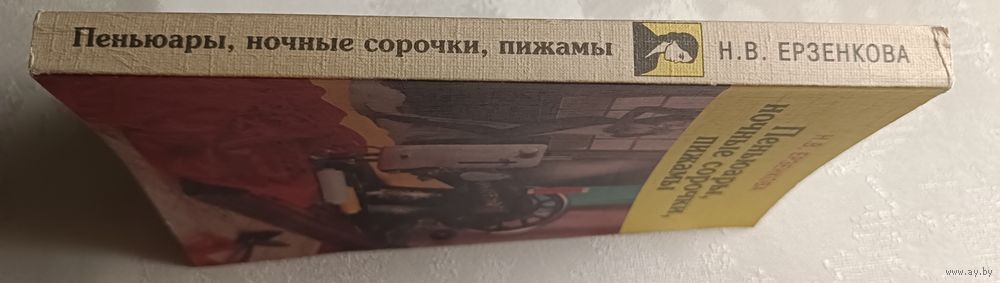 Пеньюары, ночные сорочки, пижамы
Н.В. ЕРЗЕНКОВА
Н.В. Ерзенкова
Пеньюары,
ночные сорочки,
пижамы
www.ay.by